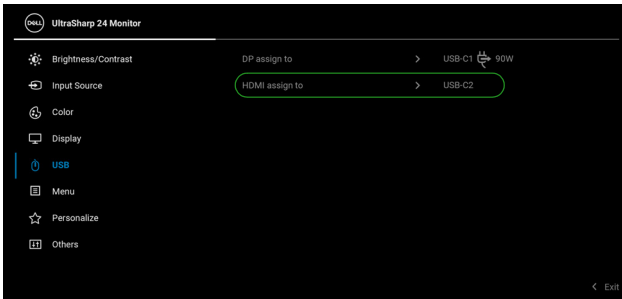 DELL UltraSharp 24 Monitor
Brightness/Contrast
DP assign to > USB-C1 90W
Input Source
HDMI assign to > USB-C2
Color
Display
USB
Menu
Personalize
Others
< Exit